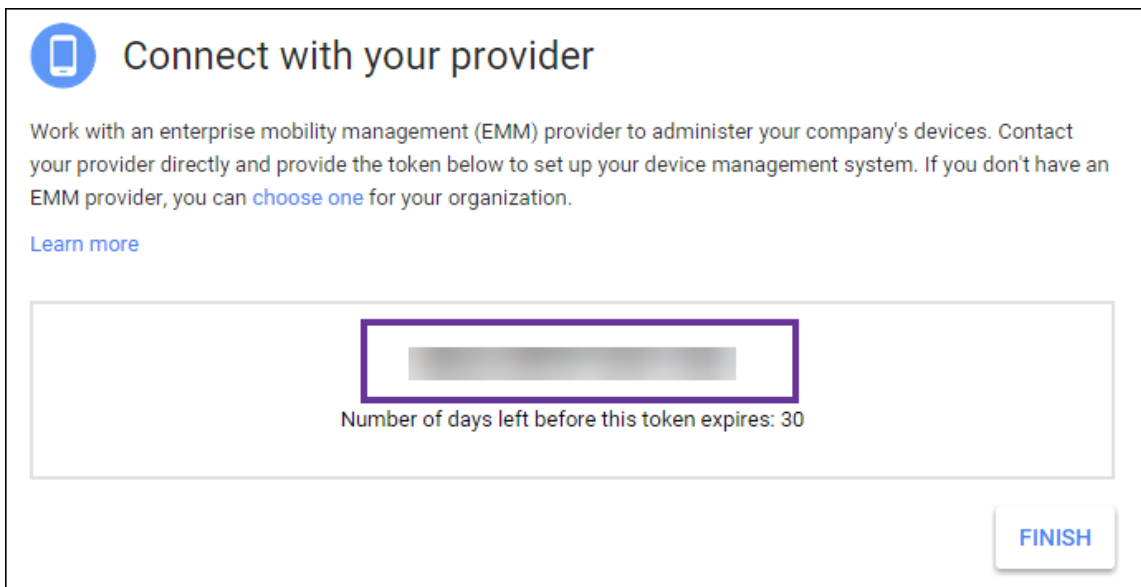 Connect with your provider
Work with an enterprise mobility management (EMM) provider to administer your company's devices. Contact
your provider directly and provide the token below to set up your device management system. If you don't have an
EMM provider, you can choose one for your organization.
Learn more
Number of days left before this token expires: 30
FINISH